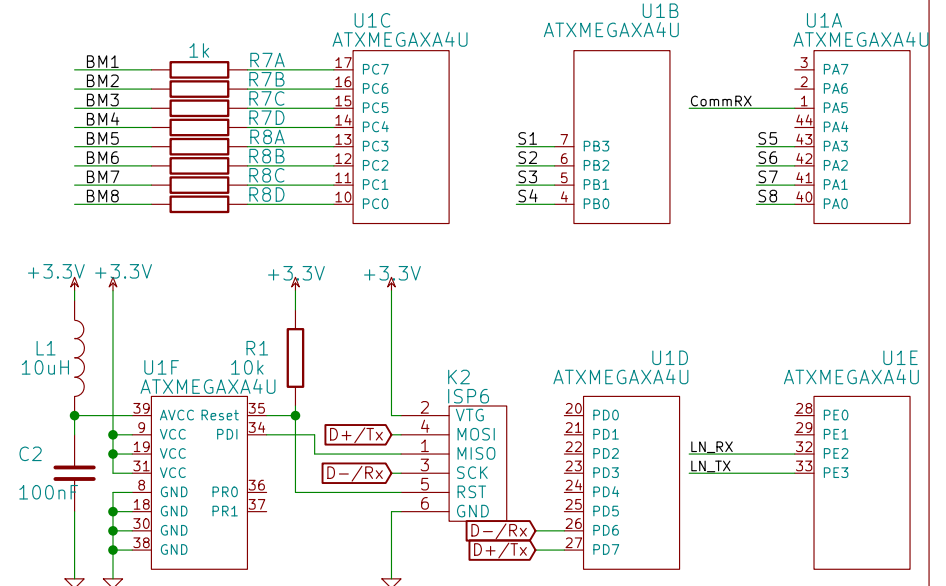 U1C
ATXMEGAXA4U
U1B
ATXMEGAXA4U
U1A
ATXMEGAXA4U
1k
BM1 R7A 17 PC7
BM2 R7B 16 PC6
BM3 R7C 15 PC5
BM4 R7D 14 PC4
BM5 R8A 13 PC3
BM6 R8B 12 PC2
BM7 R8C 11 PC1
BM8 R8D 10 PC0
S1 7 PB3
S2 6 PB2
S3 5 PB1
S4 4 PB0
3 PA7
2 PA6
CommRX 1 PA5
44 PA4
S5 43 PA3
S6 42 PA2
S7 41 PA1
S8 40 PA0
+3.3V +3.3V +3.3V +3.3V
L1
10uH
C2
100nF
R1
10k
U1F
ATXMEGAXA4U
39 AVCC Reset 35
9 VCC PDI 34
19 VCC
31 VCC
8 GND PR0 36
18 GND PR1 37
30 GND
38 GND
K2
ISP6
2 VTG
D+/Tx 4 MOSI
1 MISO
D-/Rx 3 SCK
5 RST
6 GND
U1D
ATXMEGAXA4U
20 PD0
21 PD1
22 PD2
23 PD3
24 PD4
25 PD5
D-/Rx 26 PD6
D+/Tx 27 PD7
U1E
ATXMEGAXA4U
28 PE0
29 PE1
LN_RX 32 PE2
LN_TX 33 PE3